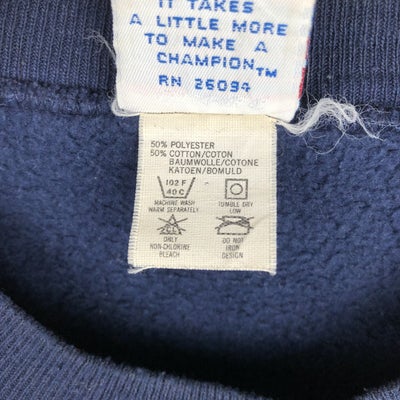 IT TAKES
A LITTLE MORE
TO MAKE A
CHAMPION™
RN 26094
50% POLYESTER
50% COTTON/COTON
BAUMWOLLE/COTONE
KATOEN/BOMULD
102 F
40 C
MACHINE WASH
WARM SEPARATELY
TUMBLE DRY
LOW
CL
ONLY
NON-CHLORINE
BLEACH
DO NOT
IRON
DESIGN